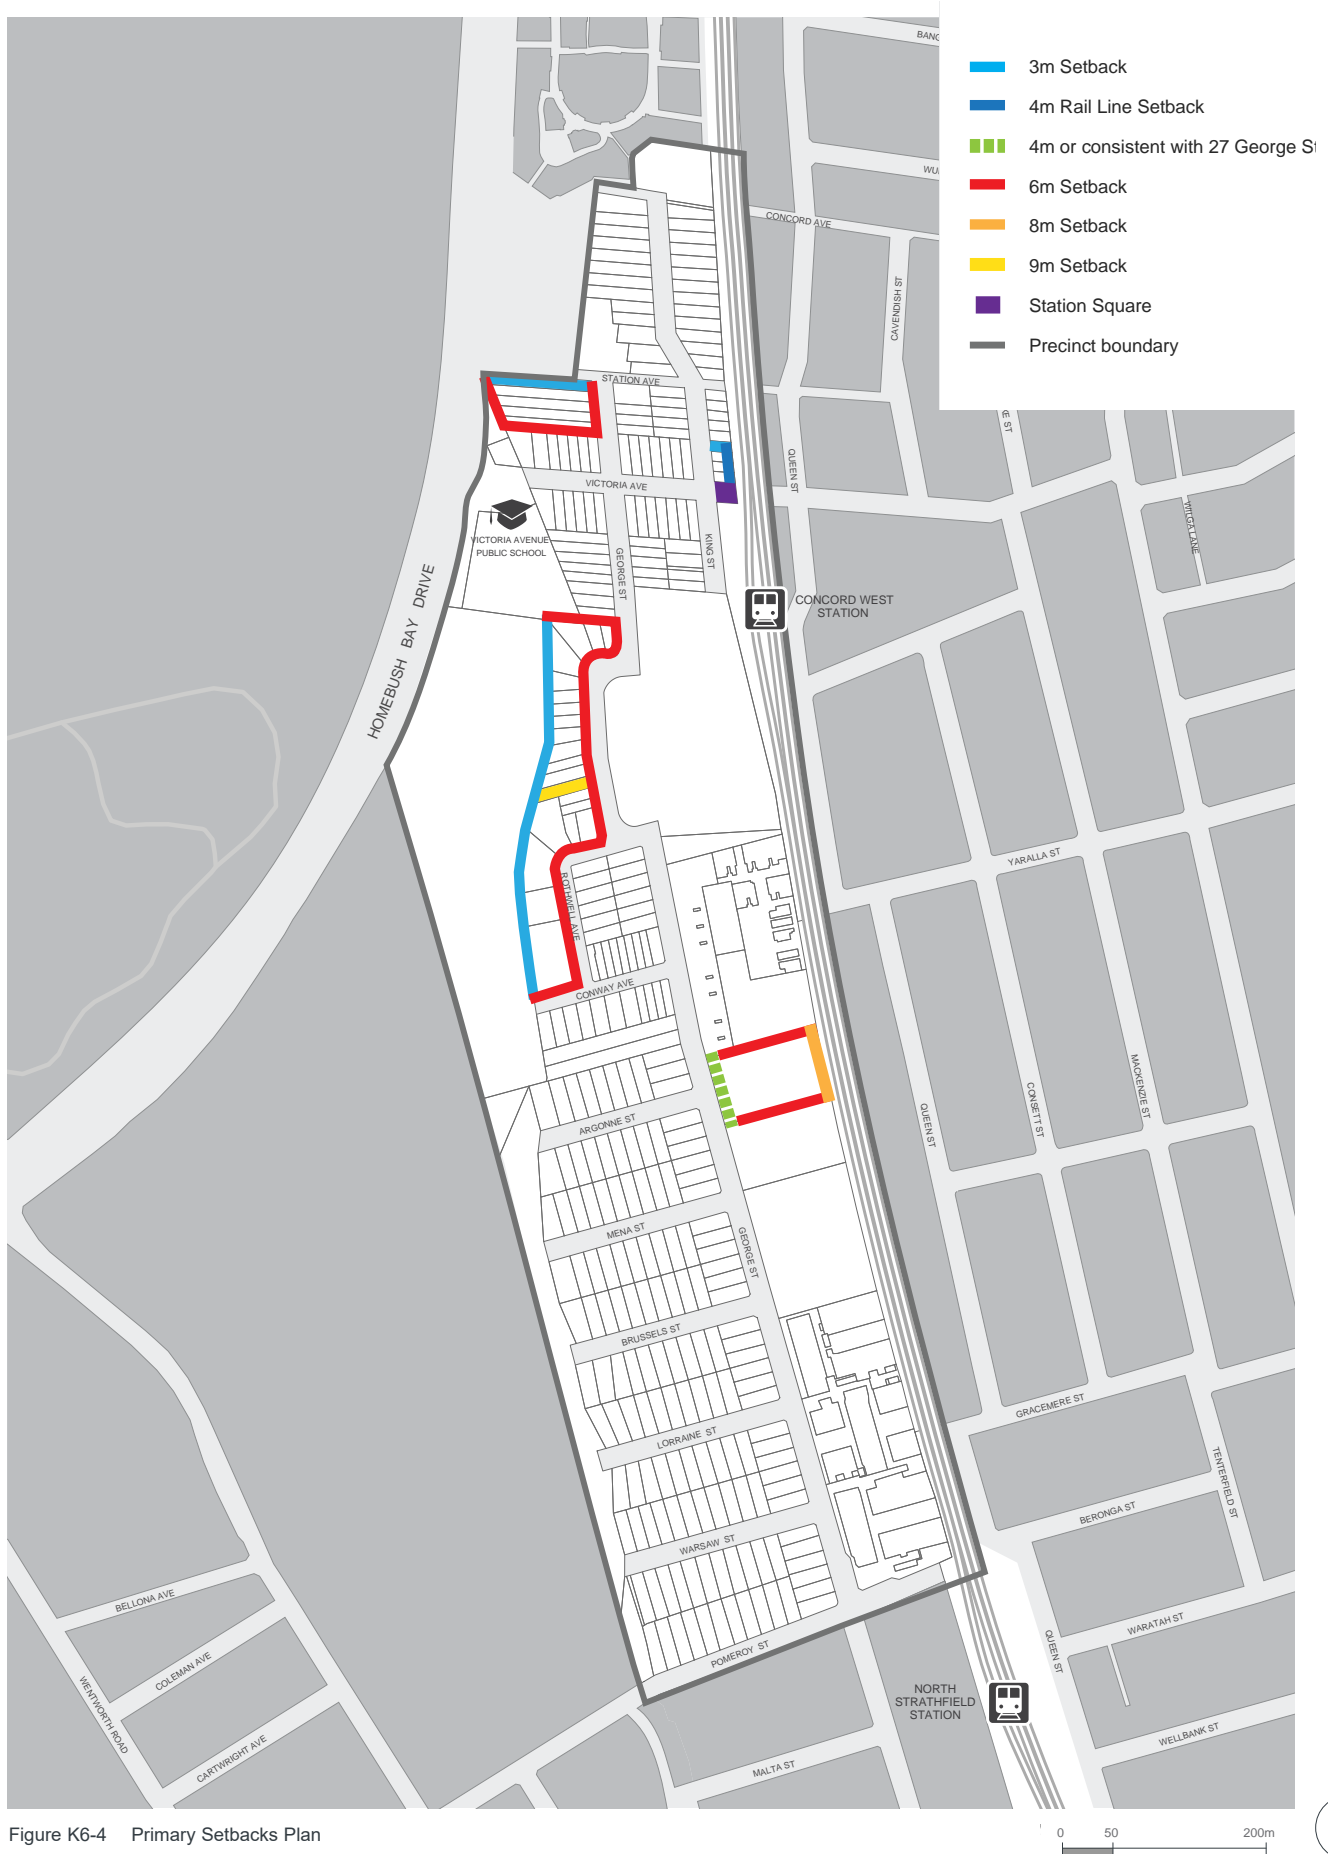 3m Setback
4m Rail Line Setback
4m or consistent with 27 George St
6m Setback
8m Setback
9m Setback
Station Square
Precinct boundary
CONCORD AVE
CAVENDISH ST
STATION AVE
QUEEN ST
VICTORIA AVE
WILGA LANE
VICTORIA AVENUE
PUBLIC SCHOOL
GEORGE ST
KING ST
HOMEBUSH BAY DRIVE
CONCORD WEST
STATION
YARALLA ST
ROTHWELL AVE
CONWAY AVE
ARGONNE ST
QUEEN ST
CONSETT ST
MACKENZIE ST
MENA ST
GEORGE ST
BRUSSELS ST
GRACEMERE ST
LORRAINE ST
TENTERFIELD ST
BERONGA ST
WARSAW ST
BELLONA AVE
WARATAH ST
COLEMAN AVE
POMEROY ST
QUEEN ST
WENTWORTH ROAD
NORTH
STRATHFIELD
STATION
CARTWRIGHT AVE
MALTA ST
WELLBANK ST
Figure K6-4 Primary Setbacks Plan
0 50 200m